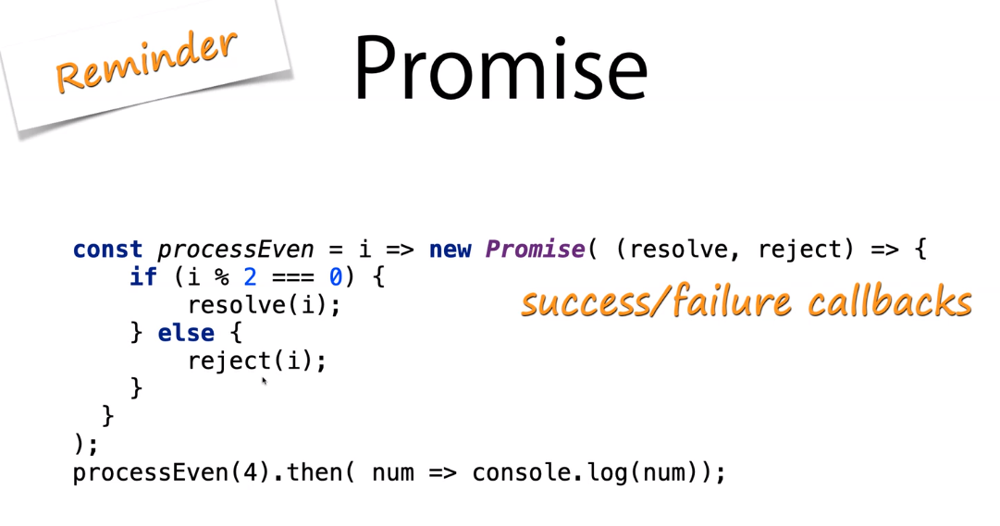 Reminder
Promise
const processEven = i => new Promise( (resolve, reject) => {
if (i % 2 === 0) {
success/failure callbacks
resolve(i);
} else {
reject(i);
}
}
);
processEven(4).then( num => console.log(num));